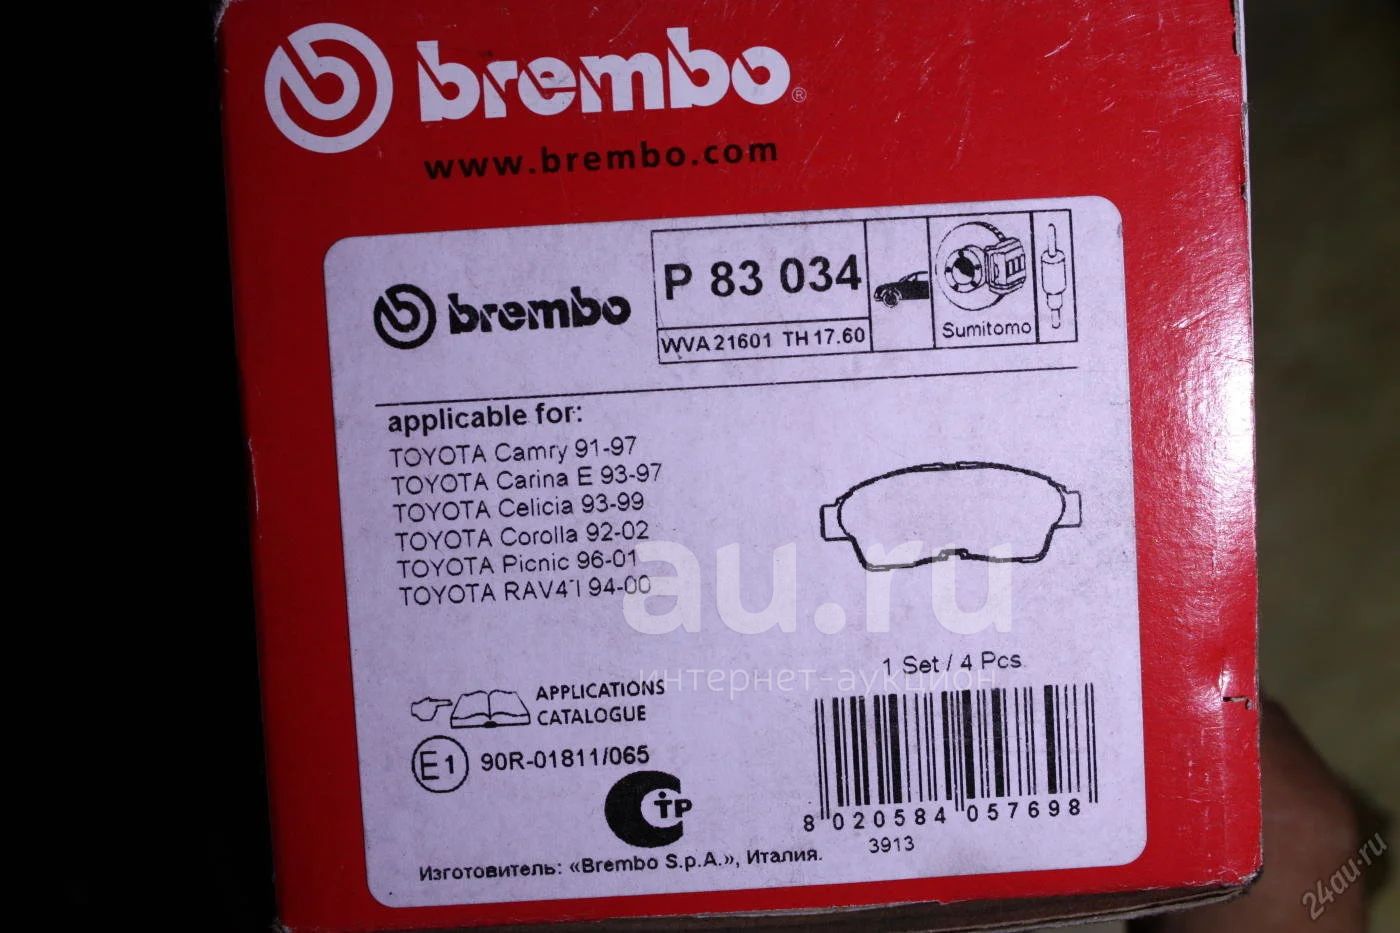 brembo®
www.brembo.com
brembo
P 83 034
WVA 21601 TH 17.60
Sumitomo
applicable for:
TOYOTA Camry 91-97
TOYOTA Carina E 93-97
TOYOTA Celicia 93-99
TOYOTA Corolla 92-02
TOYOTA Picnic 96-01
TOYOTA RAV4 I 94-00
au.ru
интернет-аукцион
1 Set / 4 Pcs
APPLICATIONS
CATALOGUE
E1 90R-01811/065
СТР
8 020584 057698
3913
Изготовитель: «Brembo S.p.A.», Италия.
24au.ru